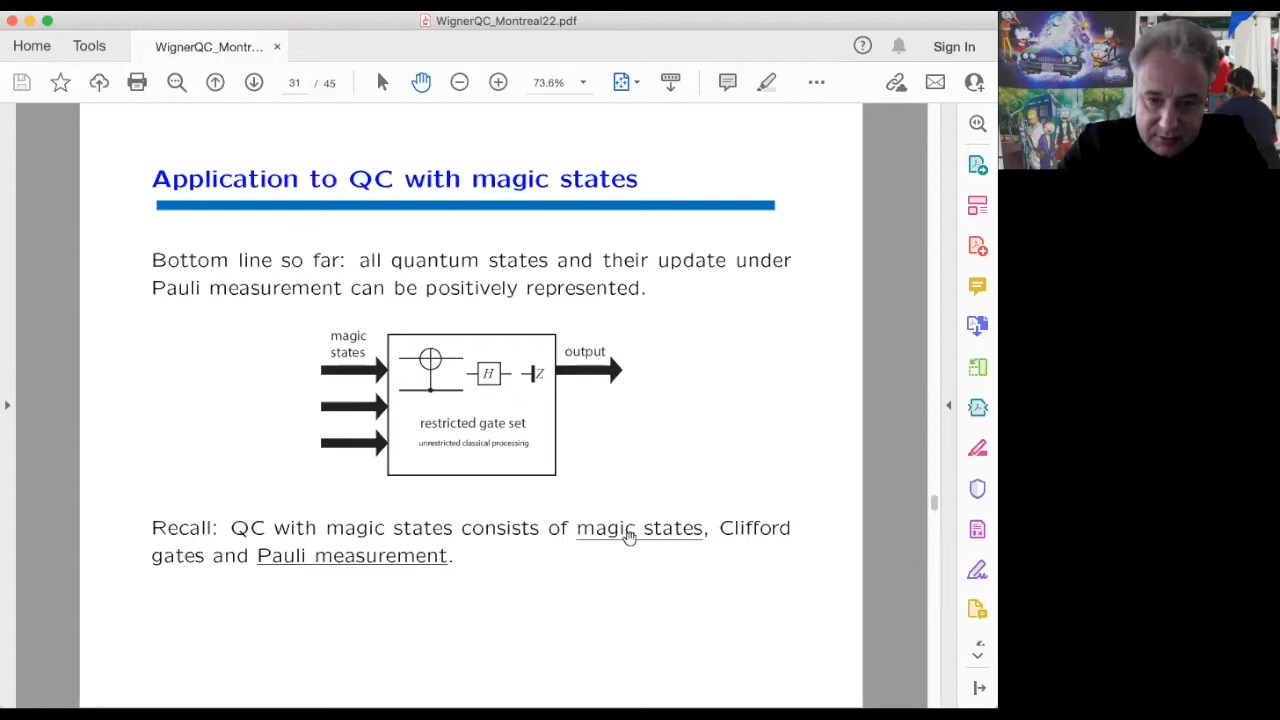 WignerQC_Montreal22.pdf
Home Tools WignerQC_Montr... × Sign In
31 / 45 73.6%
Application to QC with magic states
Bottom line so far: all quantum states and their update under
Pauli measurement can be positively represented.
magic
states
output
H
Z
restricted gate set
unrestricted classical processing
Recall: QC with magic states consists of magic states, Clifford
gates and Pauli measurement.